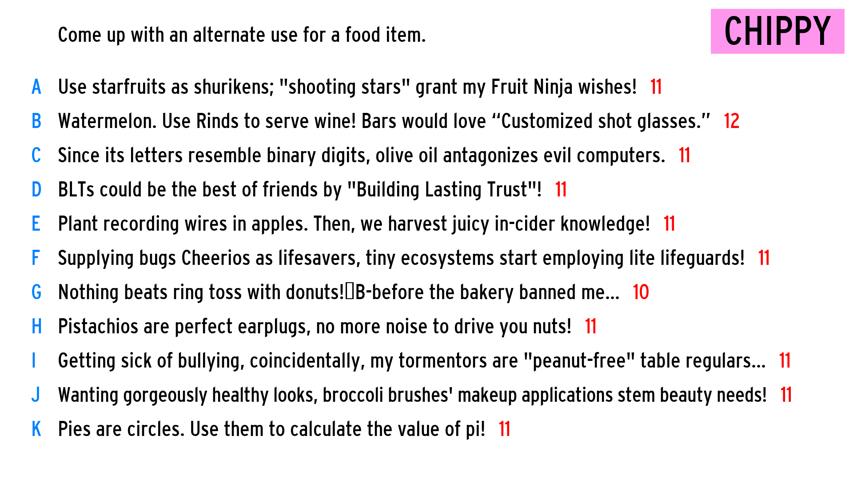 Come up with an alternate use for a food item.
CHIPPY
A Use starfruits as shurikens; "shooting stars" grant my Fruit Ninja wishes! 11
B Watermelon. Use Rinds to serve wine! Bars would love “Customized shot glasses.” 12
C Since its letters resemble binary digits, olive oil antagonizes evil computers. 11
D BLTs could be the best of friends by "Building Lasting Trust"! 11
E Plant recording wires in apples. Then, we harvest juicy in-cider knowledge! 11
F Supplying bugs Cheerios as lifesavers, tiny ecosystems start employing lite lifeguards! 11
G Nothing beats ring toss with donuts!▯B-before the bakery banned me... 10
H Pistachios are perfect earplugs, no more noise to drive you nuts! 11
I Getting sick of bullying, coincidentally, my tormentors are "peanut-free" table regulars... 11
J Wanting gorgeously healthy looks, broccoli brushes' makeup applications stem beauty needs! 11
K Pies are circles. Use them to calculate the value of pi! 11